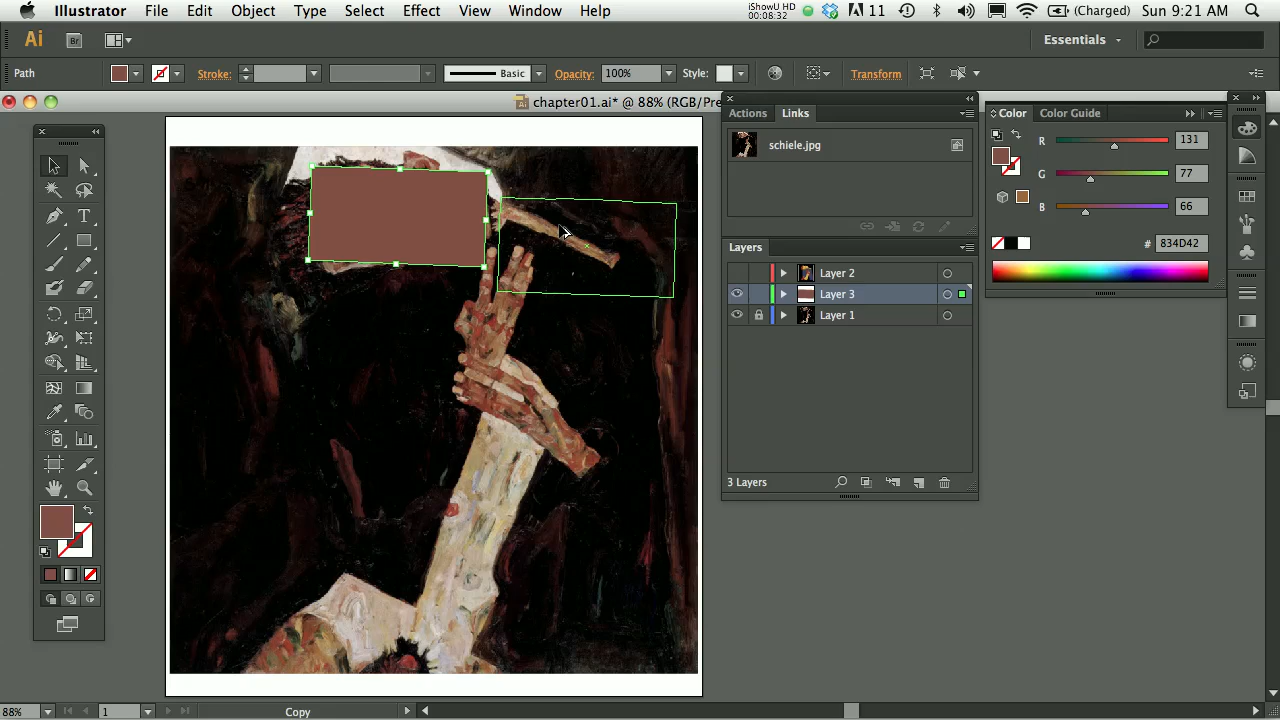 Illustrator File Edit Object Type Select Effect View Window Help
iShowU HD
00:08:32
11
(Charged)
Sun 9:21 AM
Ai
Br
Essentials
Path
Stroke:
Basic
Opacity:
100%
Style:
Transform
chapter01.ai* @ 88% (RGB/Pre
Actions
Links
schiele.jpg
Layers
Layer 2
Layer 3
Layer 1
3 Layers
Color
Color Guide
R
131
G
77
B
66
#
834D42
T
88%
1
Copy